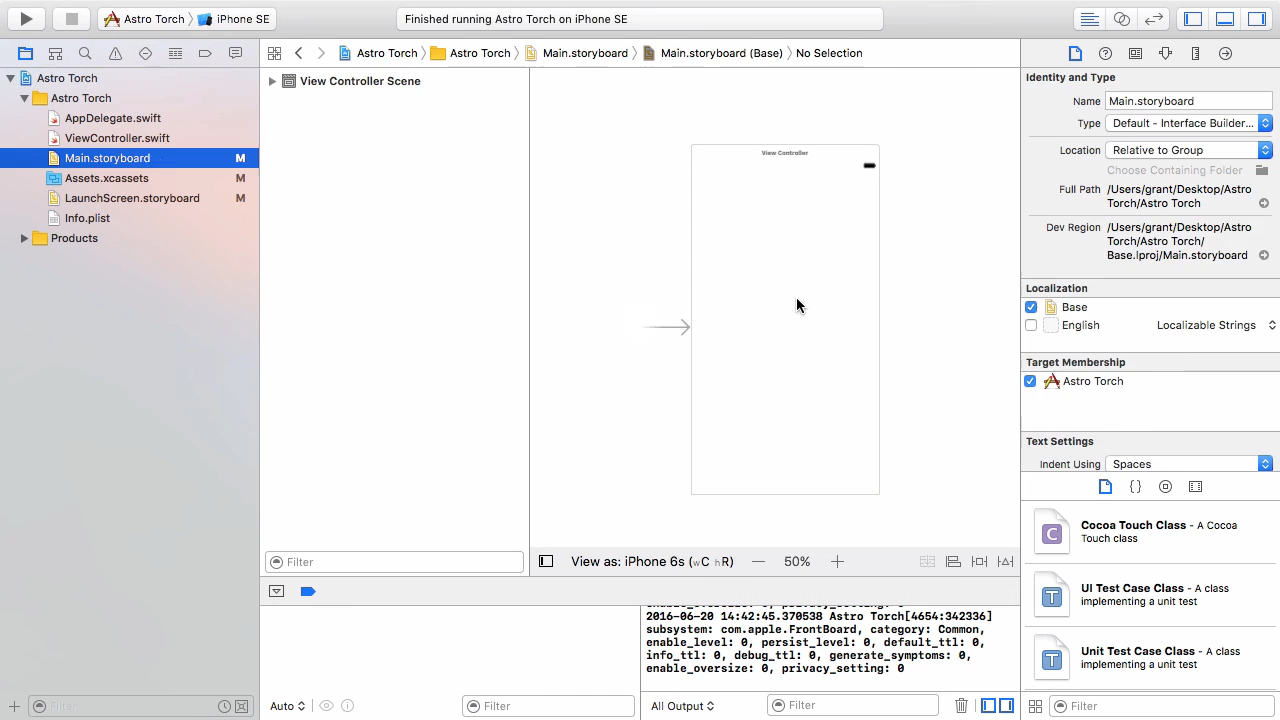 Astro Torch
iPhone SE
Finished running Astro Torch on iPhone SE
Astro Torch
Astro Torch
Main.storyboard
Main.storyboard (Base)
No Selection
Astro Torch
Astro Torch
AppDelegate.swift
ViewController.swift
Main.storyboard
M
Assets.xcassets
M
LaunchScreen.storyboard
M
Info.plist
Products
Filter
View Controller Scene
Filter
View Controller
View as: iPhone 6s (wC hR)
50%
Auto
Filter
2016-06-20 14:42:45.370538 Astro Torch[4654:342336]
subsystem: com.apple.FrontBoard, category: Common,
enable_level: 0, persist_level: 0, default_ttl: 0,
info_ttl: 0, debug_ttl: 0, generate_symptoms: 0,
enable_oversize: 0, privacy_setting: 0
All Output
Filter
Identity and Type
Name
Main.storyboard
Type
Default - Interface Builder...
Location
Relative to Group
Choose Containing Folder
Full Path
/Users/grant/Desktop/Astro
Torch/Astro Torch/
Dev Region
/Users/grant/Desktop/Astro
Torch/Astro Torch/
Base.lproj/Main.storyboard
Localization
Base
English
Localizable Strings
Target Membership
Astro Torch
Text Settings
Indent Using
Spaces
C
Cocoa Touch Class - A Cocoa
Touch class
T
UI Test Case Class - A class
implementing a unit test
T
Unit Test Case Class - A class
implementing a unit test
Filter